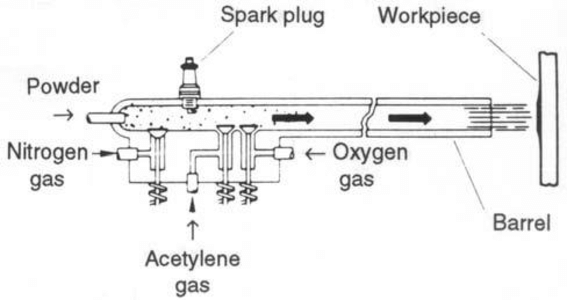 Spark plug
Workpiece
Powder
Nitrogen
gas
Oxygen
gas
Barrel
Acetylene
gas